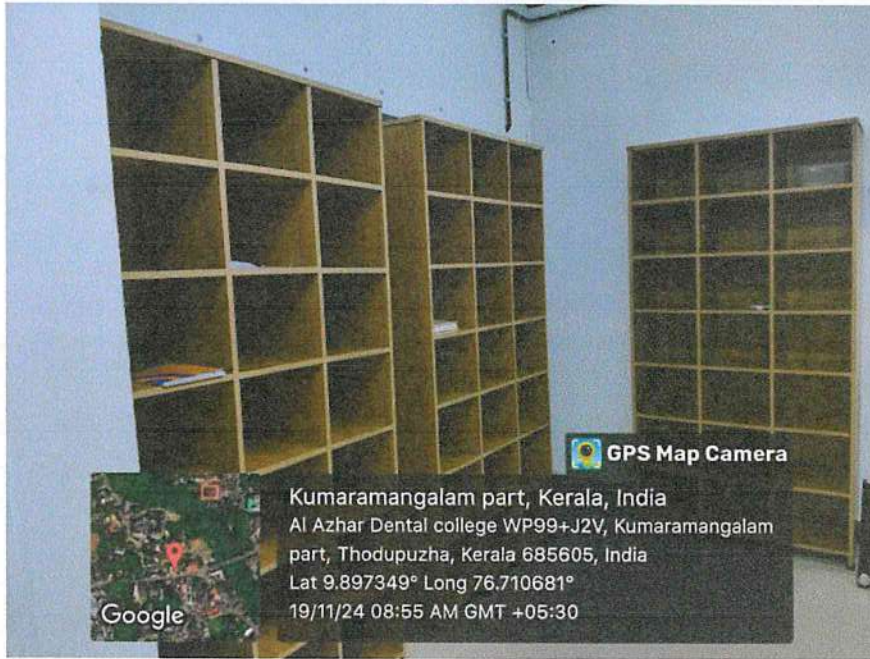 GPS Map Camera
Kumaramangalam part, Kerala, India
Al Azhar Dental college WP99+J2V, Kumaramangalam
part, Thodupuzha, Kerala 685605, India
Lat 9.897349° Long 76.710681°
19/11/24 08:55 AM GMT +05:30
Google